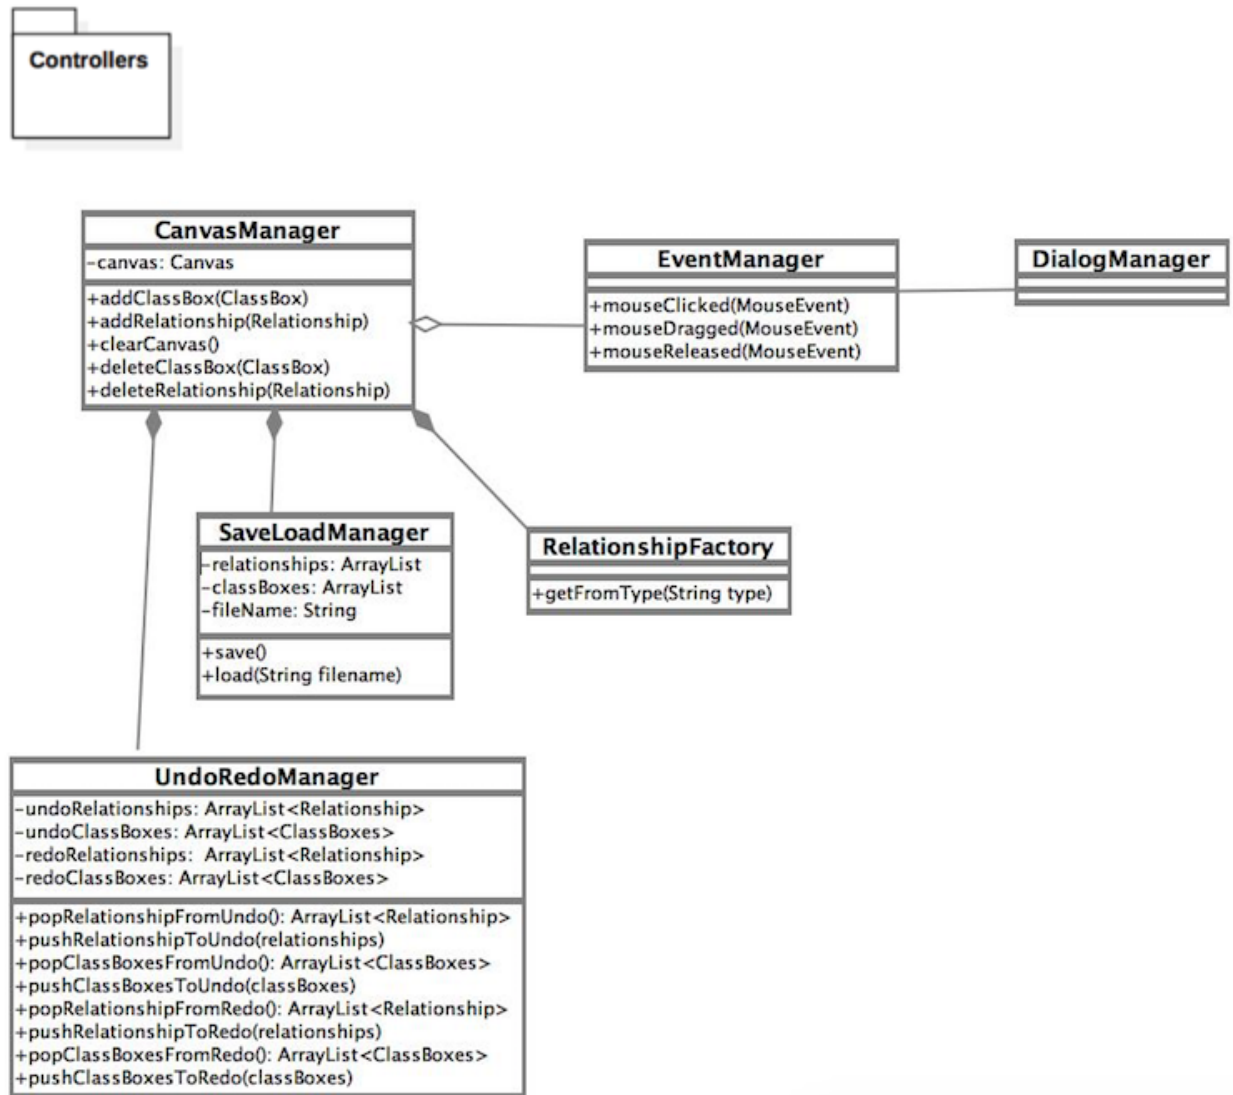 Controllers
CanvasManager
-canvas: Canvas
+addClassBox(ClassBox)
+addRelationship(Relationship)
+clearCanvas()
+deleteClassBox(ClassBox)
+deleteRelationship(Relationship)
EventManager
+mouseClicked(MouseEvent)
+mouseDragged(MouseEvent)
+mouseReleased(MouseEvent)
DialogManager
SaveLoadManager
-relationships: ArrayList
-classBoxes: ArrayList
-fileName: String
+save()
+load(String filename)
RelationshipFactory
+getFromType(String type)
UndoRedoManager
-undoRelationships: ArrayList<Relationship>
-undoClassBoxes: ArrayList<ClassBoxes>
-redoRelationships:  ArrayList<Relationship>
-redoClassBoxes: ArrayList<ClassBoxes>
+popRelationshipFromUndo(): ArrayList<Relationship>
+pushRelationshipToUndo(relationships)
+popClassBoxesFromUndo(): ArrayList<ClassBoxes>
+pushClassBoxesToUndo(classBoxes)
+popRelationshipFromRedo(): ArrayList<Relationship>
+pushRelationshipToRedo(relationships)
+popClassBoxesFromRedo(): ArrayList<ClassBoxes>
+pushClassBoxesToRedo(classBoxes)